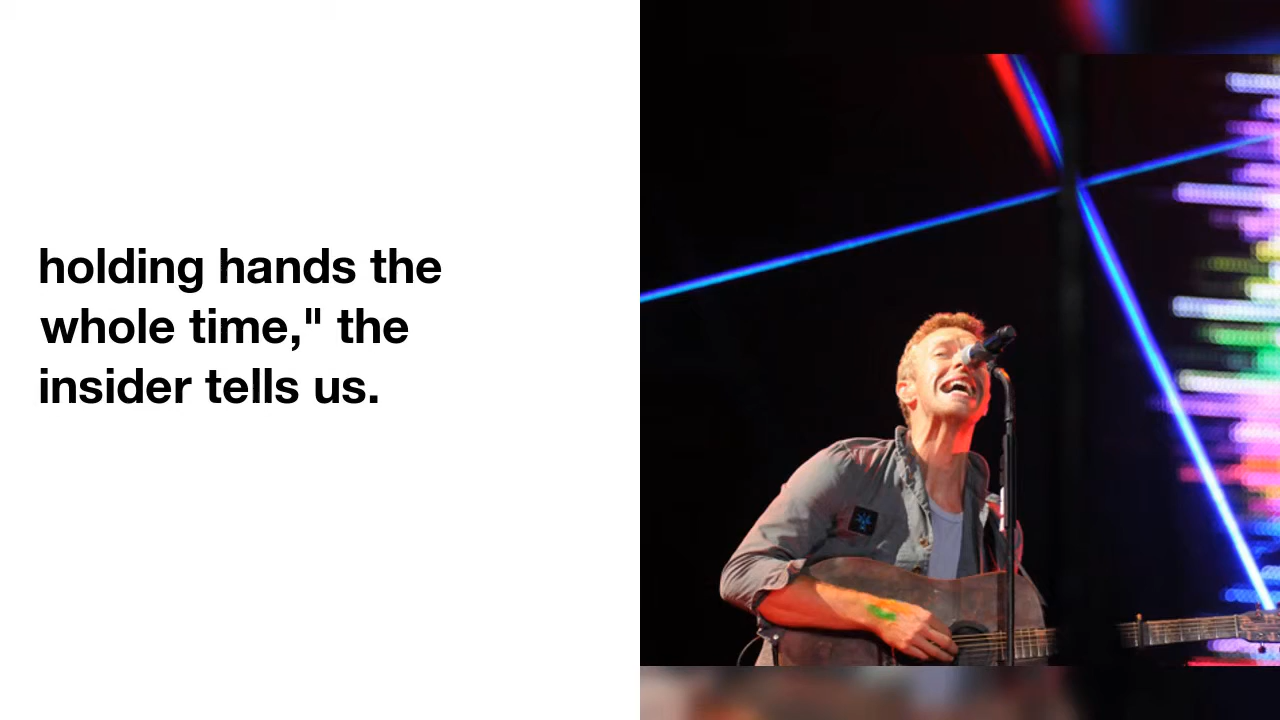 holding hands the
whole time," the
insider tells us.